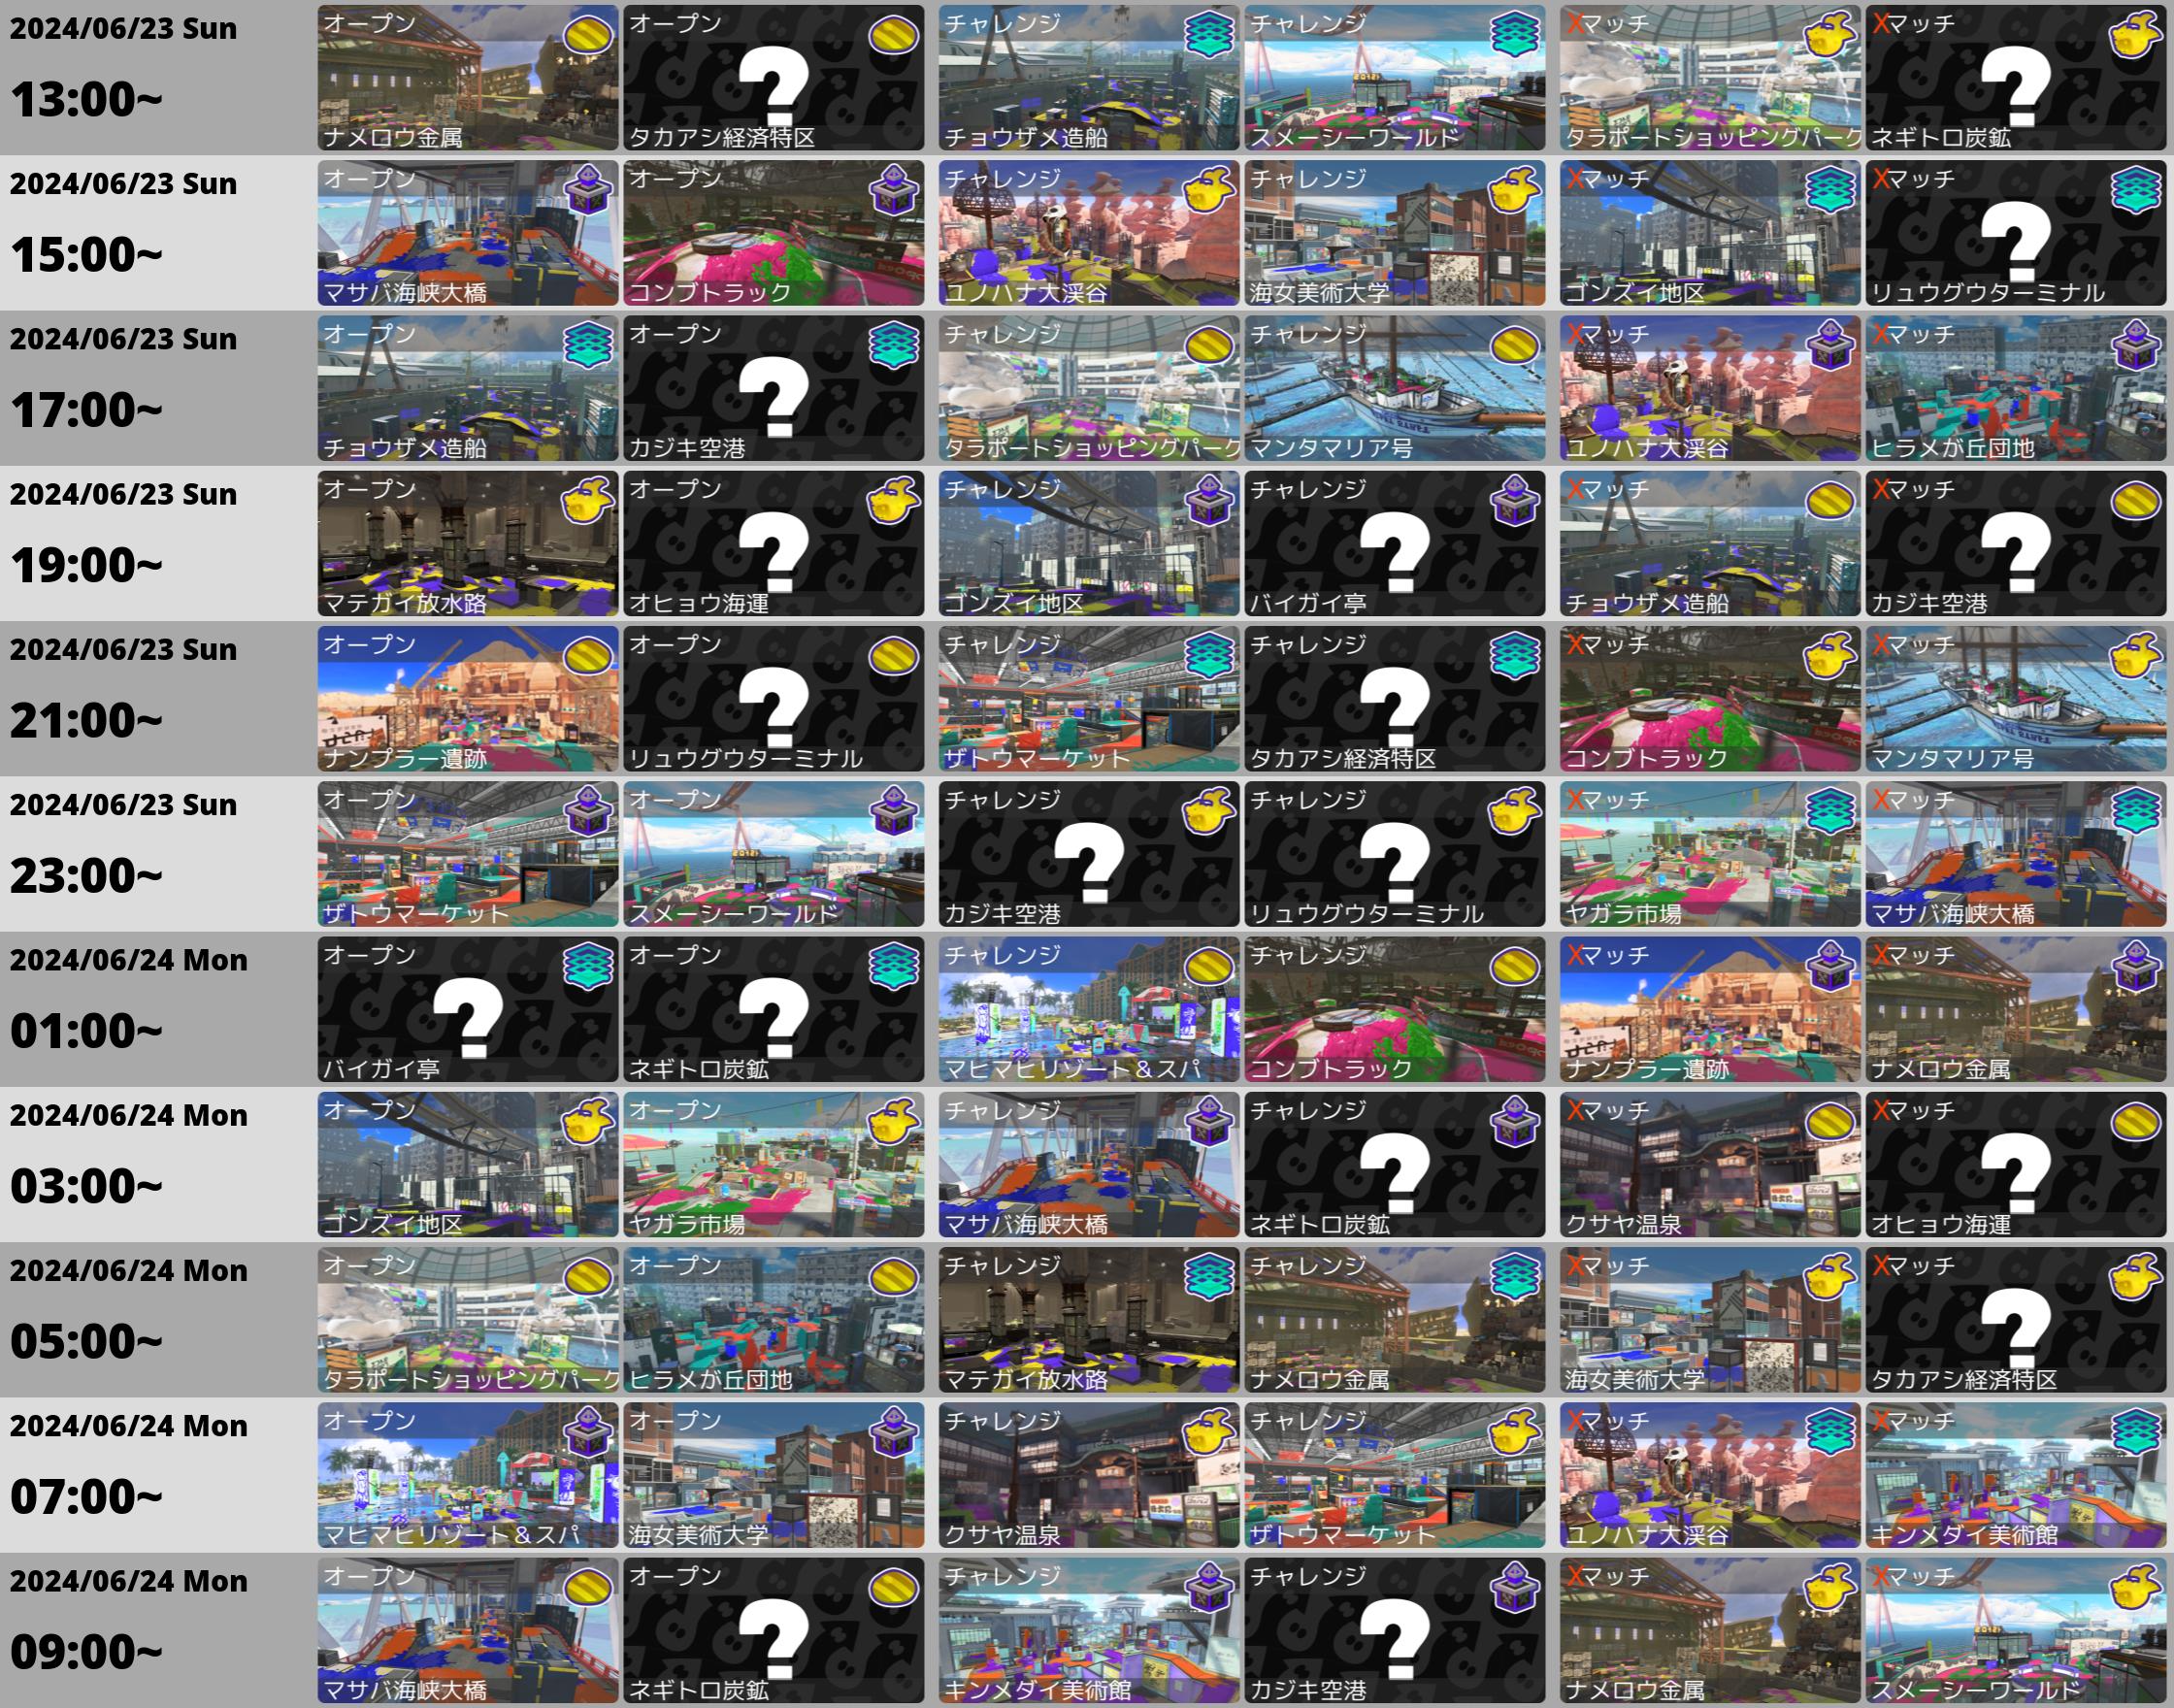 2024/06/23 Sun
13:00~
オープン
ナメロウ金属
オープン
タカアシ経済特区
チャレンジ
チョウザメ造船
チャレンジ
スメーシーワールド
Xマッチ
タラポートショッピングパーク
Xマッチ
ネギトロ炭鉱
2024/06/23 Sun
15:00~
オープン
マサバ海峡大橋
オープン
コンブトラック
チャレンジ
ユノハナ大渓谷
チャレンジ
海女美術大学
Xマッチ
ゴンズイ地区
Xマッチ
リュウグウターミナル
2024/06/23 Sun
17:00~
オープン
チョウザメ造船
オープン
カジキ空港
チャレンジ
タラポートショッピングパーク
チャレンジ
マンタマリア号
Xマッチ
ユノハナ大渓谷
Xマッチ
ヒラメが丘団地
2024/06/23 Sun
19:00~
オープン
マテガイ放水路
オープン
オヒョウ海運
チャレンジ
ゴンズイ地区
チャレンジ
バイガイ亭
Xマッチ
チョウザメ造船
Xマッチ
カジキ空港
2024/06/23 Sun
21:00~
オープン
ナンプラー遺跡
オープン
リュウグウターミナル
チャレンジ
ザトウマーケット
チャレンジ
タカアシ経済特区
Xマッチ
コンブトラック
Xマッチ
マンタマリア号
2024/06/23 Sun
23:00~
オープン
ザトウマーケット
オープン
スメーシーワールド
チャレンジ
カジキ空港
チャレンジ
リュウグウターミナル
Xマッチ
ヤガラ市場
Xマッチ
マサバ海峡大橋
2024/06/24 Mon
01:00~
オープン
バイガイ亭
オープン
ネギトロ炭鉱
チャレンジ
マヒマヒリゾート＆スパ
チャレンジ
コンブトラック
Xマッチ
ナンプラー遺跡
Xマッチ
ナメロウ金属
2024/06/24 Mon
03:00~
オープン
ゴンズイ地区
オープン
ヤガラ市場
チャレンジ
マサバ海峡大橋
チャレンジ
ネギトロ炭鉱
Xマッチ
クサヤ温泉
Xマッチ
オヒョウ海運
2024/06/24 Mon
05:00~
オープン
タラポートショッピングパーク
オープン
ヒラメが丘団地
チャレンジ
マテガイ放水路
チャレンジ
ナメロウ金属
Xマッチ
海女美術大学
Xマッチ
タカアシ経済特区
2024/06/24 Mon
07:00~
オープン
マヒマヒリゾート＆スパ
オープン
海女美術大学
チャレンジ
クサヤ温泉
チャレンジ
ザトウマーケット
Xマッチ
ユノハナ大渓谷
Xマッチ
キンメダイ美術館
2024/06/24 Mon
09:00~
オープン
マサバ海峡大橋
オープン
ネギトロ炭鉱
チャレンジ
キンメダイ美術館
チャレンジ
カジキ空港
Xマッチ
ナメロウ金属
Xマッチ
スメーシーワールド